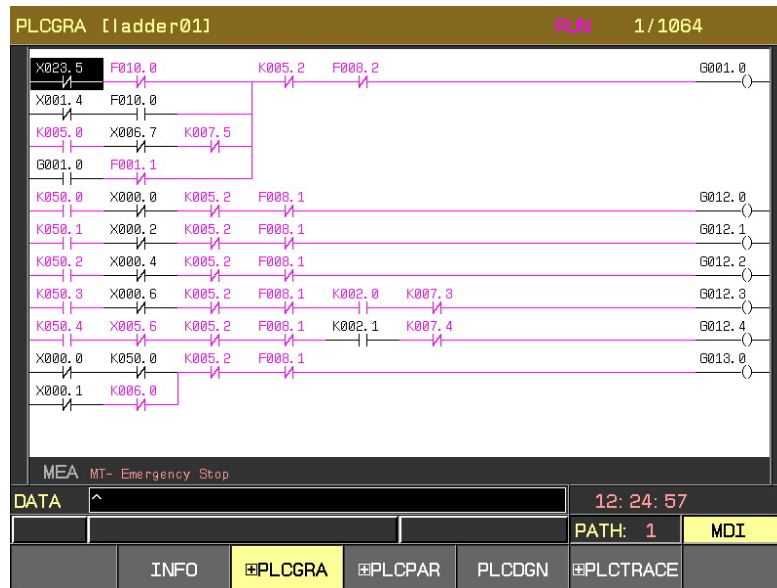 PLCGRA [ladder01] RUN 1/1064
X023.5 F010.0 K005.2 F008.2 G001.0
X001.4 F010.0
K005.0 X006.7 K007.5
G001.0 F001.1
K050.0 X000.0 K005.2 F008.1 G012.0
K050.1 X000.2 K005.2 F008.1 G012.1
K050.2 X000.4 K005.2 F008.1 G012.2
K050.3 X000.6 K005.2 F008.1 K002.0 K007.3 G012.3
K050.4 X005.6 K005.2 F008.1 K002.1 K007.4 G012.4
X000.0 K050.0 K005.2 F008.1 G013.0
X000.1 K006.0
MEA MT- Emergency Stop
DATA ^ 12:24:57
PATH: 1 MDI
INFO ⊞PLCGRA ⊞PLCPAR PLCDGN ⊞PLCTRACE